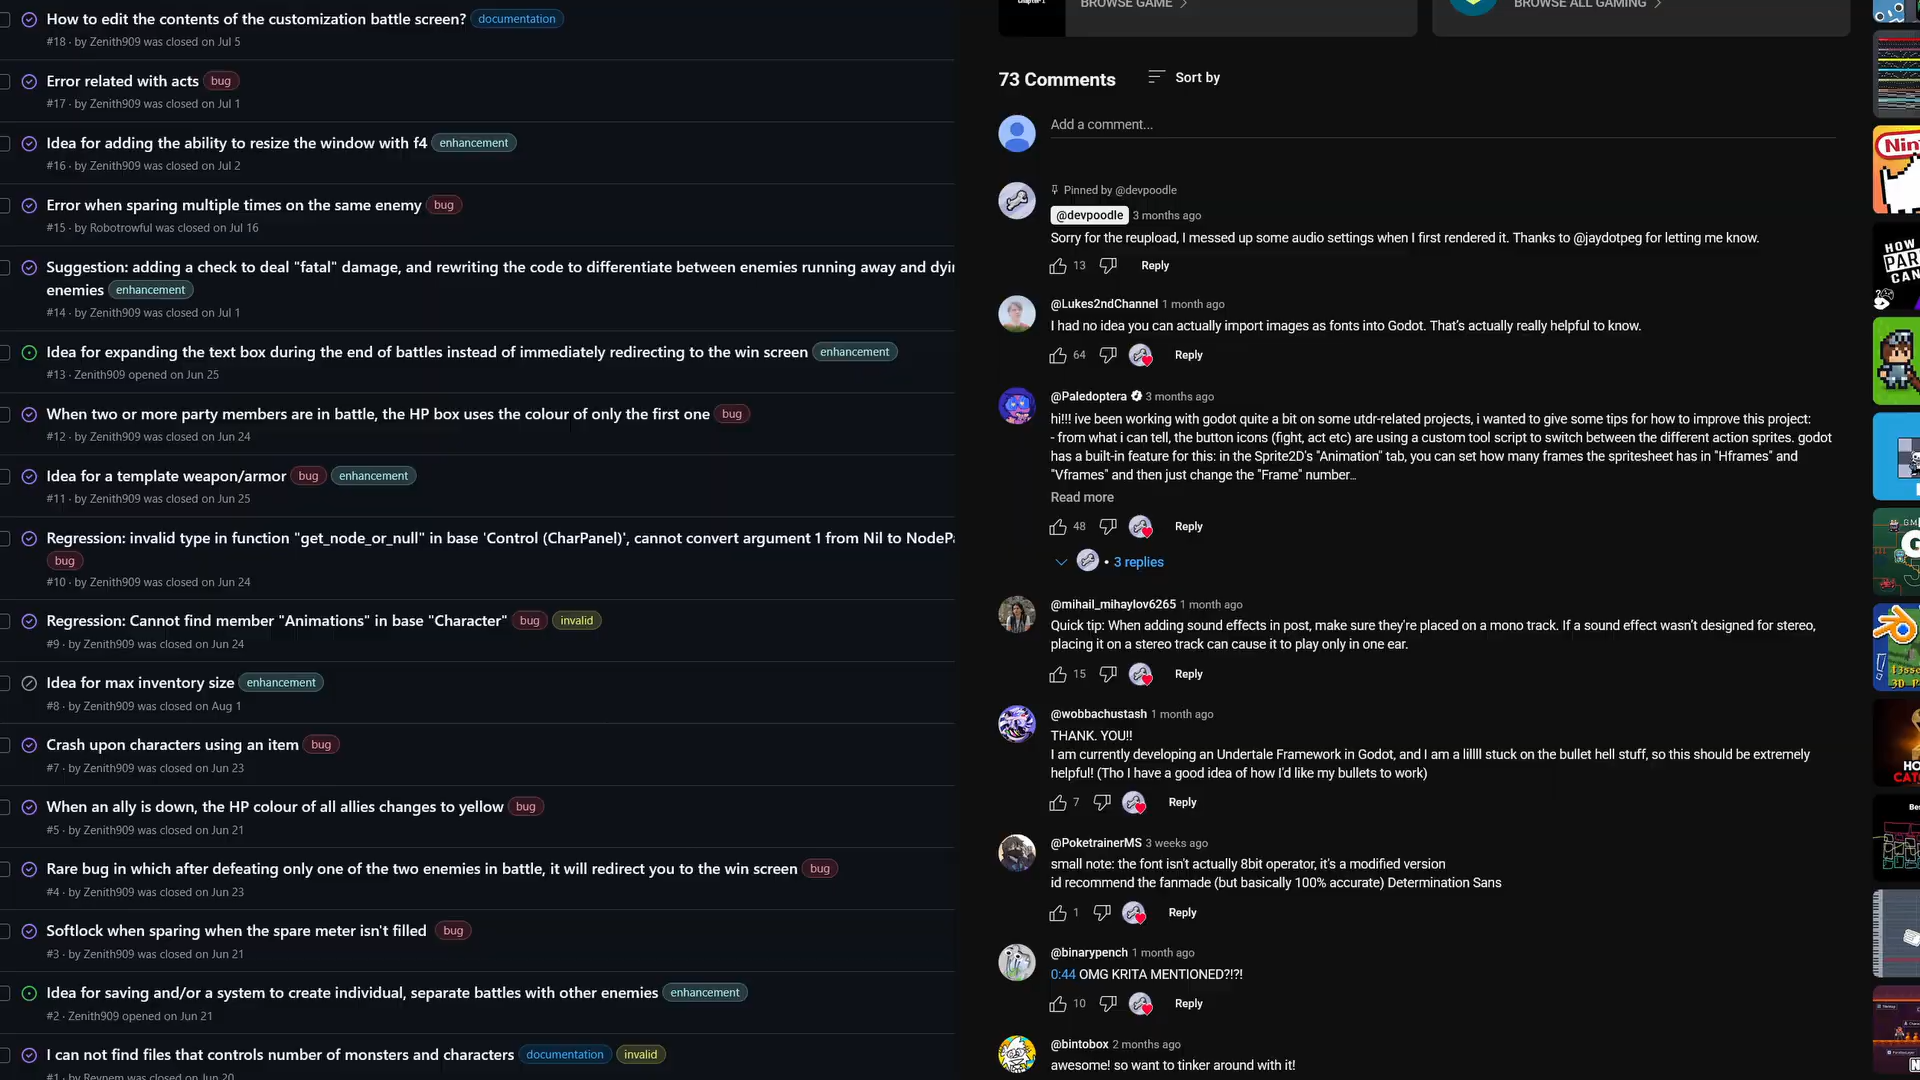 How to edit the contents of the customization battle screen? documentation
#18 · by Zenith909 was closed on Jul 5
Error related with acts bug
#17 · by Zenith909 was closed on Jul 1
Idea for adding the ability to resize the window with f4 enhancement
#16 · by Zenith909 was closed on Jul 2
Error when sparing multiple times on the same enemy bug
#15 · by Robotrowful was closed on Jul 16
Suggestion: adding a check to deal "fatal" damage, and rewriting the code to differentiate between enemies running away and dyin
enemies enhancement
#14 · by Zenith909 was closed on Jul 1
Idea for expanding the text box during the end of battles instead of immediately redirecting to the win screen enhancement
#13 · Zenith909 opened on Jun 25
When two or more party members are in battle, the HP box uses the colour of only the first one bug
#12 · by Zenith909 was closed on Jun 24
Idea for a template weapon/armor bug enhancement
#11 · by Zenith909 was closed on Jun 25
Regression: invalid type in function "get_node_or_null" in base 'Control (CharPanel)', cannot convert argument 1 from Nil to NodePa
bug
#10 · by Zenith909 was closed on Jun 24
Regression: Cannot find member "Animations" in base "Character" bug invalid
#9 · by Zenith909 was closed on Jun 24
Idea for max inventory size enhancement
#8 · by Zenith909 was closed on Aug 1
Crash upon characters using an item bug
#7 · by Zenith909 was closed on Jun 23
When an ally is down, the HP colour of all allies changes to yellow bug
#5 · by Zenith909 was closed on Jun 21
Rare bug in which after defeating only one of the two enemies in battle, it will redirect you to the win screen bug
#4 · by Zenith909 was closed on Jun 23
Softlock when sparing when the spare meter isn't filled bug
#3 · by Zenith909 was closed on Jun 21
Idea for saving and/or a system to create individual, separate battles with other enemies enhancement
#2 · Zenith909 opened on Jun 21
I can not find files that controls number of monsters and characters documentation invalid
#1 · by Reynem was closed on Jun 20
BROWSE GAME
BROWSE ALL GAMING
73 Comments Sort by
Add a comment...
Pinned by @devpoodle
@devpoodle 3 months ago
Sorry for the reupload, I messed up some audio settings when I first rendered it. Thanks to @jaydotpeg for letting me know.
13 Reply
@Lukes2ndChannel 1 month ago
I had no idea you can actually import images as fonts into Godot. That's actually really helpful to know.
64 Reply
@Paledoptera 3 months ago
hi!!! ive been working with godot quite a bit on some utdr-related projects, i wanted to give some tips for how to improve this project:
- from what i can tell, the button icons (fight, act etc) are using a custom tool script to switch between the different action sprites. godot
has a built-in feature for this: in the Sprite2D's "Animation" tab, you can set how many frames the spritesheet has in "Hframes" and
"Vframes" and then just change the "Frame" number…
Read more
48 Reply
• 3 replies
@mihail_mihaylov6265 1 month ago
Quick tip: When adding sound effects in post, make sure they're placed on a mono track. If a sound effect wasn't designed for stereo,
placing it on a stereo track can cause it to play only in one ear.
15 Reply
@wobbachustash 1 month ago
THANK. YOU!!
I am currently developing an Undertale Framework in Godot, and I am a lillll stuck on the bullet hell stuff, so this should be extremely
helpful! (Tho I have a good idea of how I'd like my bullets to work)
7 Reply
@PoketrainerMS 3 weeks ago
small note: the font isn't actually 8bit operator, it's a modified version
id recommend the fanmade (but basically 100% accurate) Determination Sans
1 Reply
@binarypench 1 month ago
0:44 OMG KRITA MENTIONED?!?!
10 Reply
@bintobox 2 months ago
awesome! so want to tinker around with it!
Nin
HOW
PAR
CAN
HO
CATC